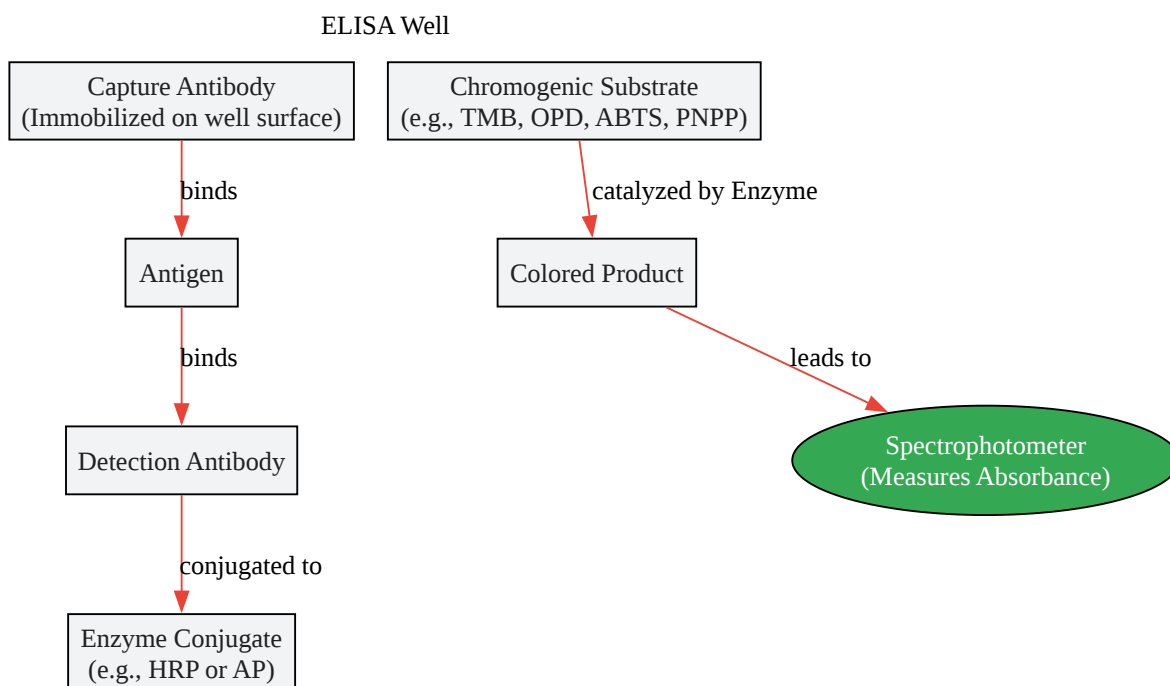 ELISA Well
Capture Antibody
(Immobilized on well surface)
binds
Antigen
binds
Detection Antibody
conjugated to
Enzyme Conjugate
(e.g., HRP or AP)
Chromogenic Substrate
(e.g., TMB, OPD, ABTS, PNPP)
catalyzed by Enzyme
Colored Product
leads to
Spectrophotometer
(Measures Absorbance)